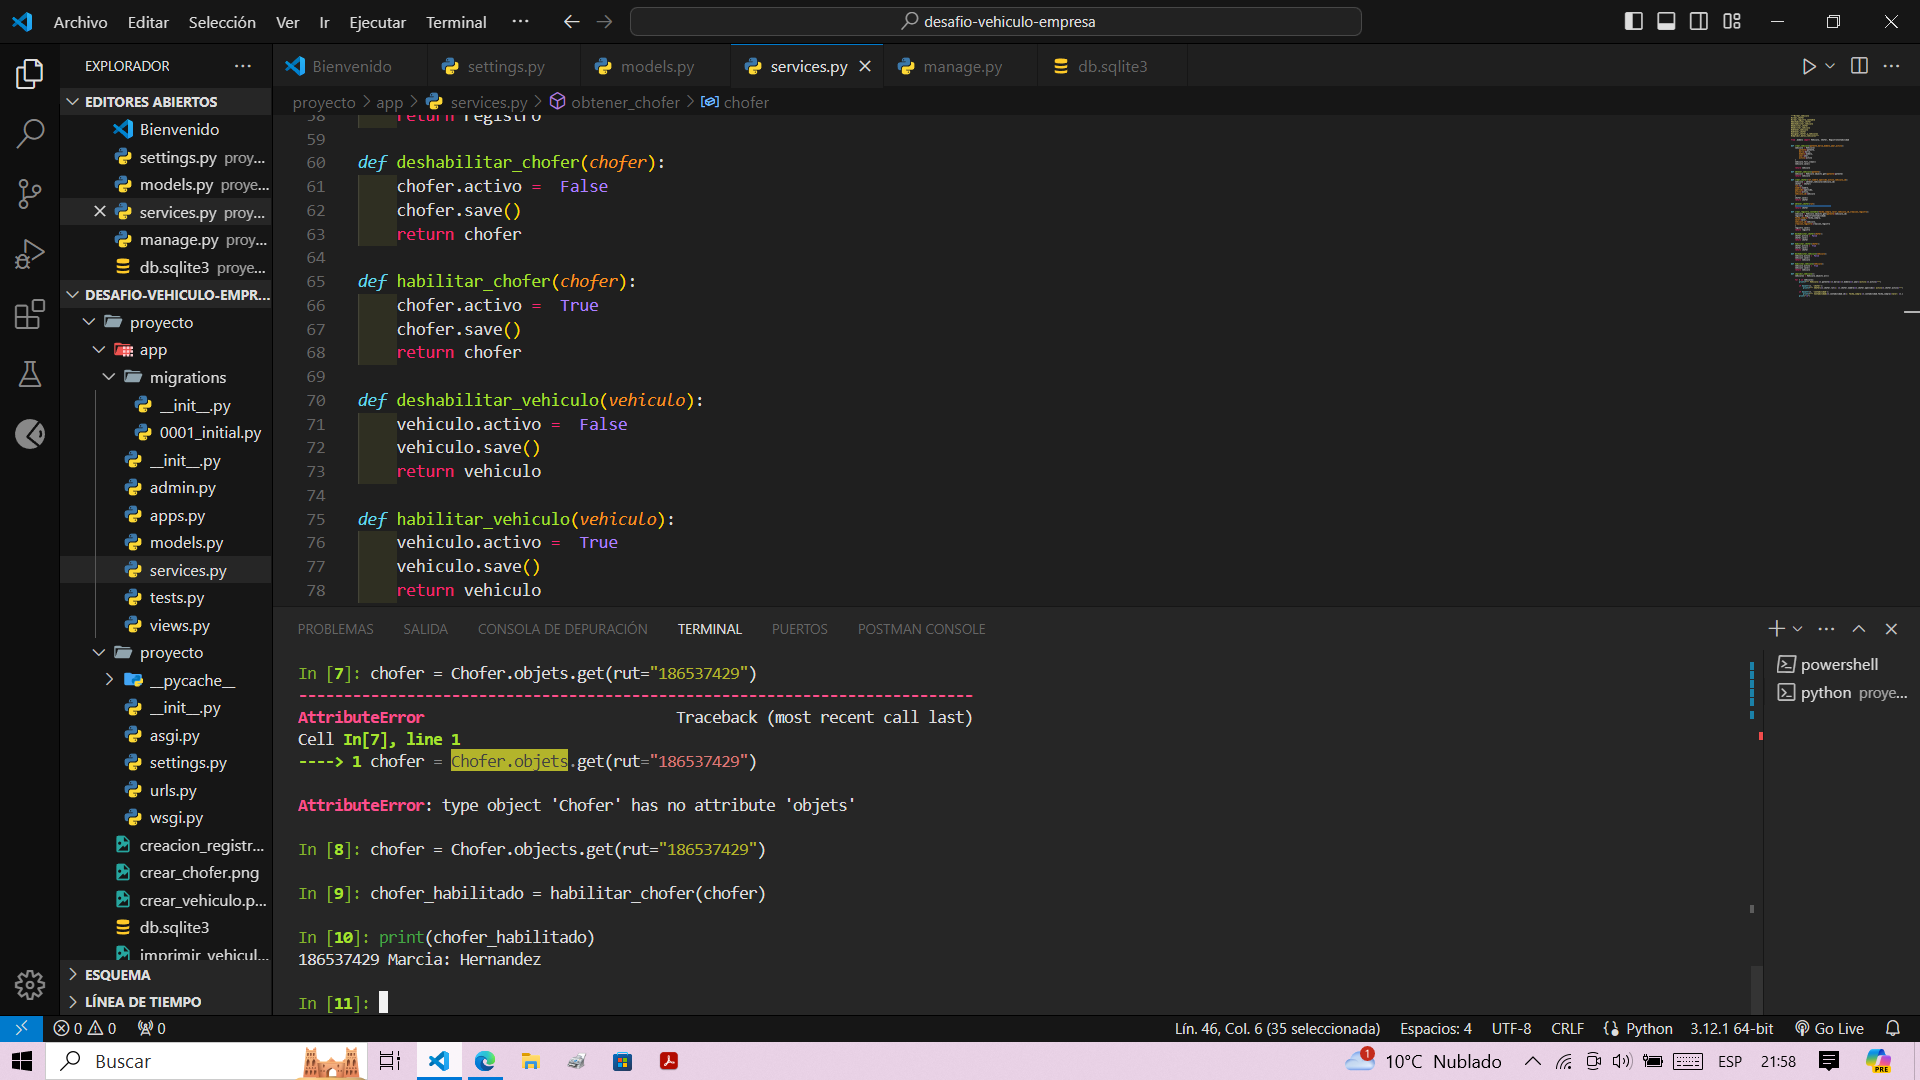 Archivo Editar Selección Ver Ir Ejecutar Terminal ···
desafio-vehiculo-empresa
EXPLORADOR
Bienvenido
settings.py
models.py
services.py
manage.py
db.sqlite3
EDITORES ABIERTOS
Bienvenido
settings.py proy...
models.py proye...
services.py proy...
manage.py proy...
db.sqlite3 proye...
DESAFIO-VEHICULO-EMPR...
proyecto
app
migrations
__init__.py
0001_initial.py
__init__.py
admin.py
apps.py
models.py
services.py
tests.py
views.py
proyecto
__pycache__
__init__.py
asgi.py
settings.py
urls.py
wsgi.py
creacion_registr...
crear_chofer.png
crear_vehiculo.p...
db.sqlite3
imprimir_vehicul...
ESQUEMA
LÍNEA DE TIEMPO
proyecto > app > services.py > obtener_chofer > chofer
58 return registro
59
60 def deshabilitar_chofer(chofer):
61 chofer.activo = False
62 chofer.save()
63 return chofer
64
65 def habilitar_chofer(chofer):
66 chofer.activo = True
67 chofer.save()
68 return chofer
69
70 def deshabilitar_vehiculo(vehiculo):
71 vehiculo.activo = False
72 vehiculo.save()
73 return vehiculo
74
75 def habilitar_vehiculo(vehiculo):
76 vehiculo.activo = True
77 vehiculo.save()
78 return vehiculo
PROBLEMAS SALIDA CONSOLA DE DEPURACIÓN TERMINAL PUERTOS POSTMAN CONSOLE
powershell
python proye...
In [7]: chofer = Chofer.objets.get(rut="186537429")
---------------------------------------------------------------------------
AttributeError Traceback (most recent call last)
Cell In[7], line 1
----> 1 chofer = Chofer.objets.get(rut="186537429")
AttributeError: type object 'Chofer' has no attribute 'objets'
In [8]: chofer = Chofer.objects.get(rut="186537429")
In [9]: chofer_habilitado = habilitar_chofer(chofer)
In [10]: print(chofer_habilitado)
186537429 Marcia: Hernandez
In [11]:
0 0 0
Lín. 46, Col. 6 (35 seleccionada) Espacios: 4 UTF-8 CRLF Python 3.12.1 64-bit Go Live
Buscar
1 10°C Nublado ESP 21:58 PRE